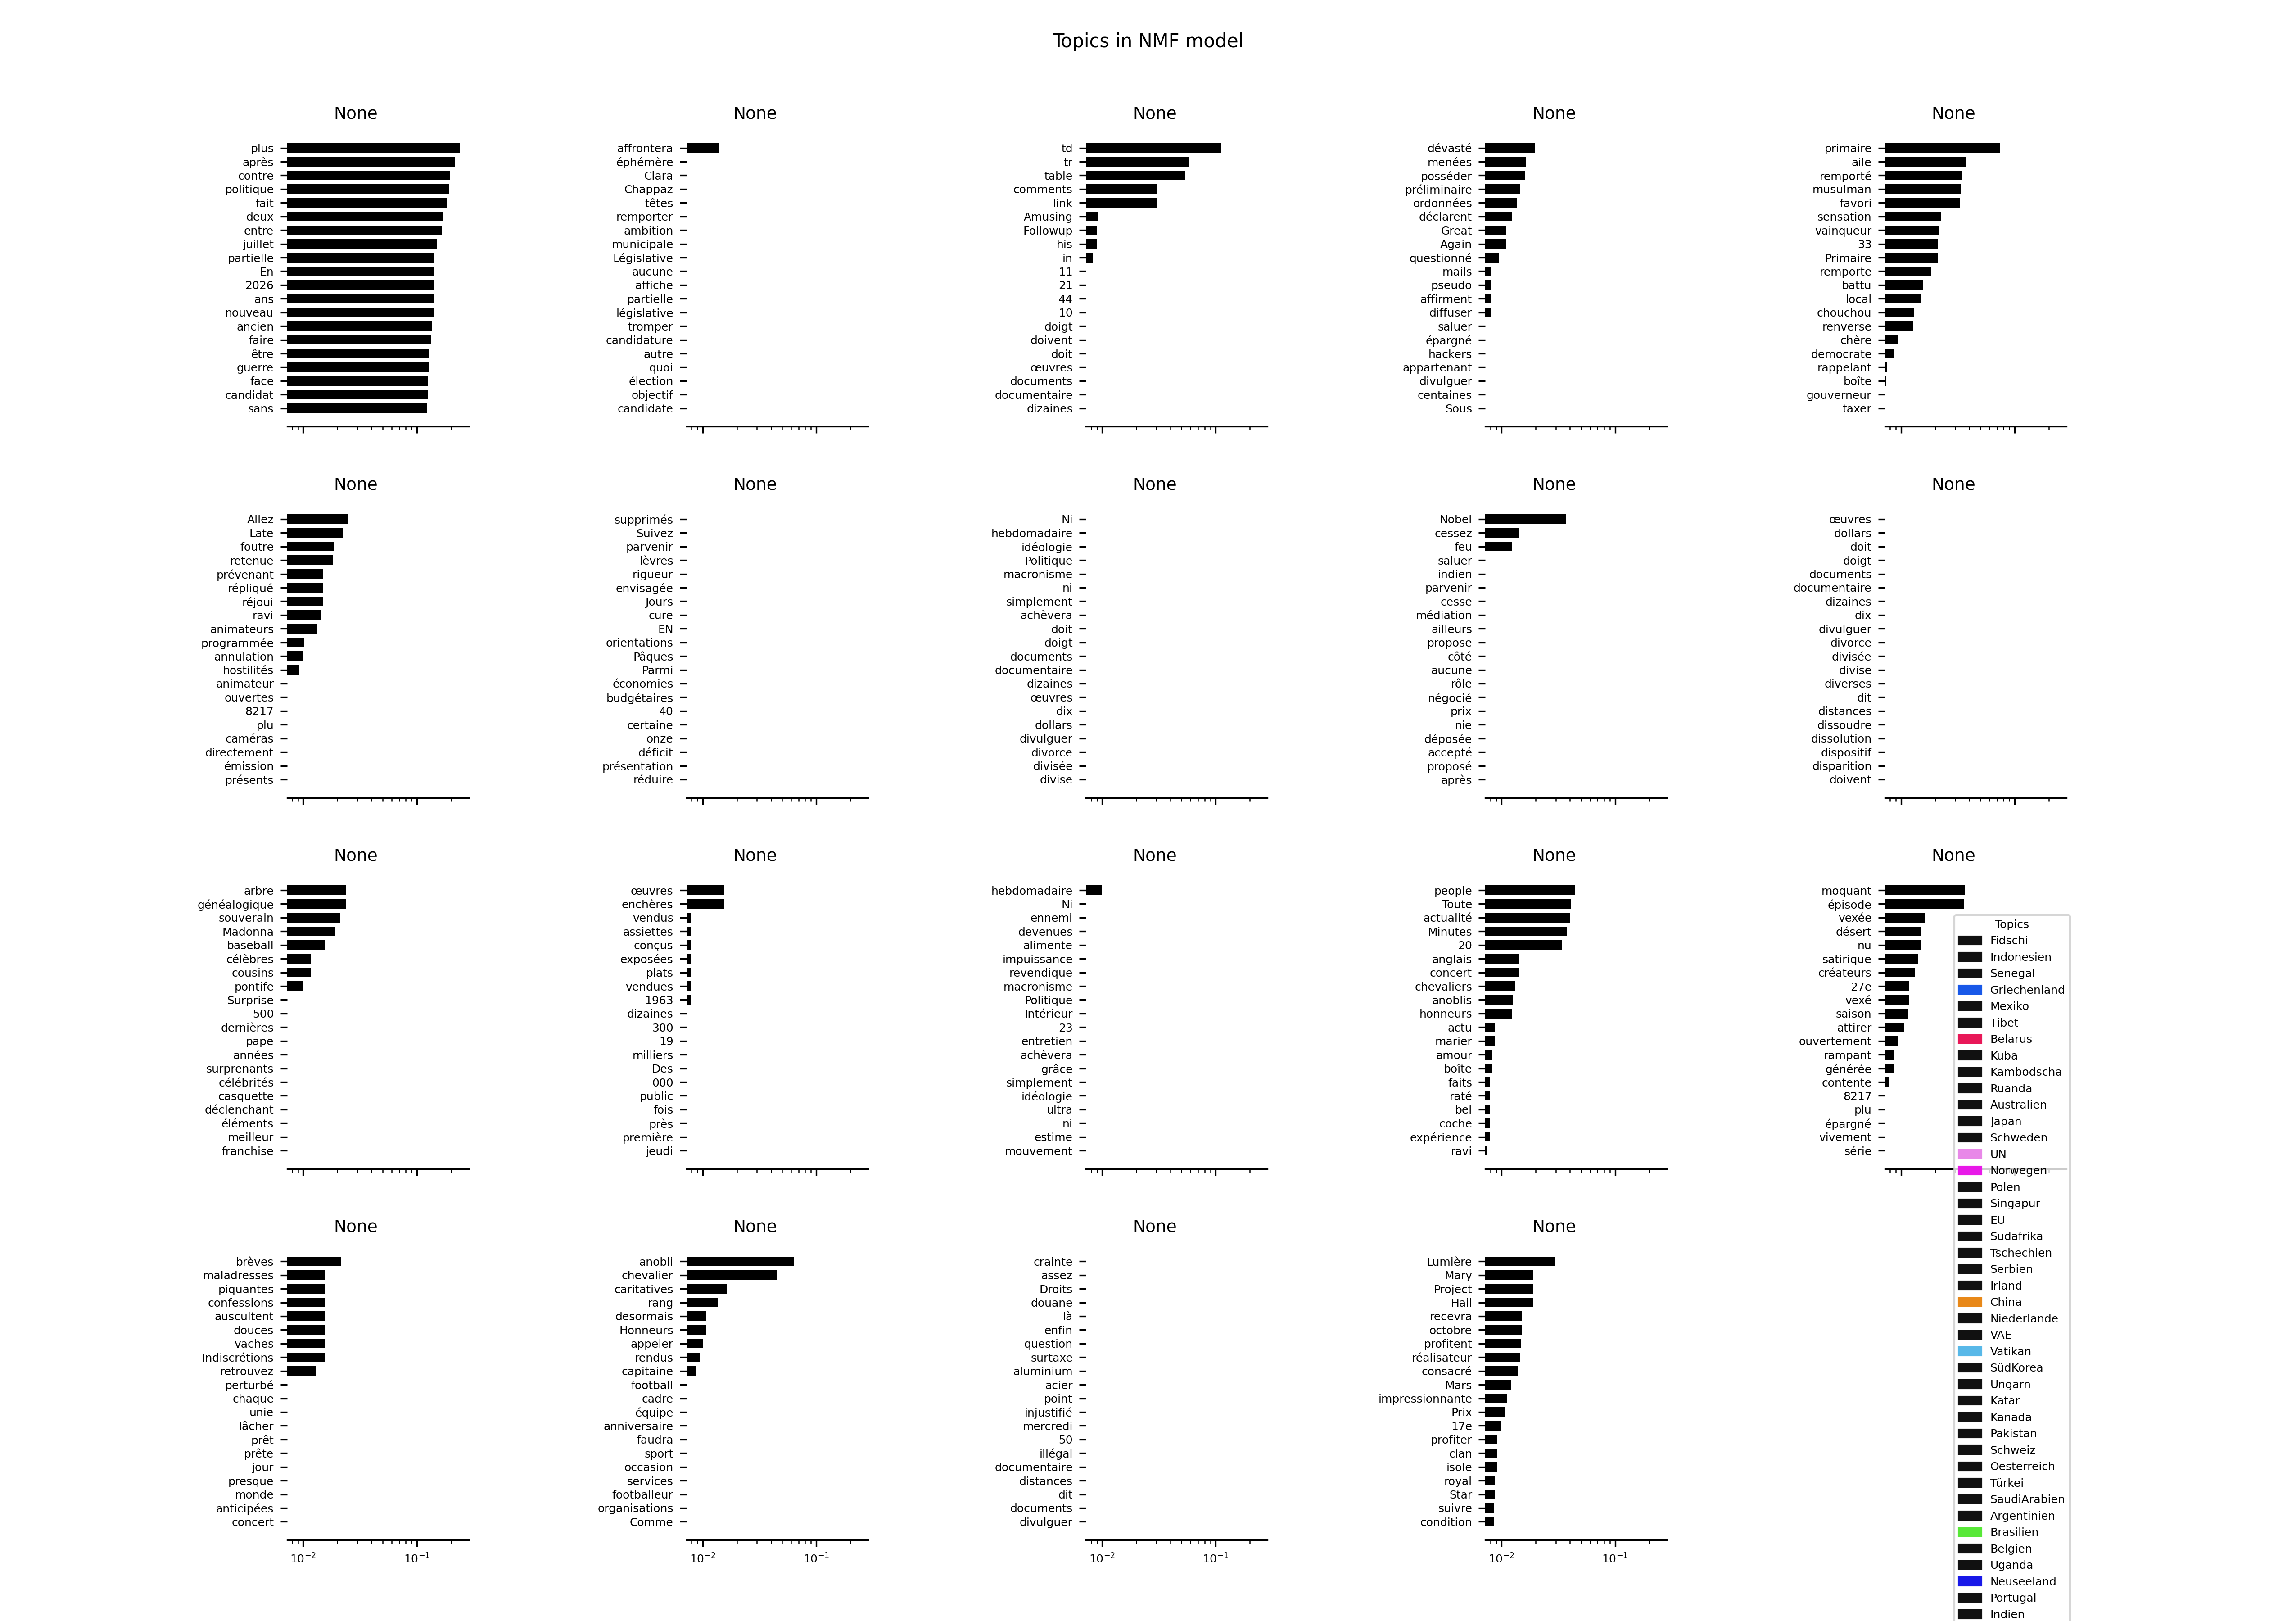 Topics in NMF model
None
plus
après
contre
politique
fait
deux
entre
juillet
partielle
En
2026
ans
nouveau
ancien
faire
être
guerre
face
candidat
sans
None
affrontera
éphémère
Clara
Chappaz
têtes
remporter
ambition
municipale
Législative
aucune
affiche
partielle
législative
tromper
candidature
autre
quoi
élection
objectif
candidate
None
td
tr
table
comments
link
Amusing
Followup
his
in
11
21
44
10
doigt
doivent
doit
œuvres
documents
documentaire
dizaines
None
dévasté
menées
posséder
préliminaire
ordonnées
déclarent
Great
Again
questionné
mails
pseudo
affirment
diffuser
saluer
épargné
hackers
appartenant
divulguer
centaines
Sous
None
primaire
aile
remporté
musulman
favori
sensation
vainqueur
33
Primaire
remporte
battu
local
chouchou
renverse
chère
democrate
rappelant
boîte
gouverneur
taxer
None
Allez
Late
foutre
retenue
prévenant
répliqué
réjoui
ravi
animateurs
programmée
annulation
hostilités
animateur
ouvertes
8217
plu
caméras
directement
émission
présents
None
supprimés
Suivez
parvenir
lèvres
rigueur
envisagée
Jours
cure
EN
orientations
Pâques
Parmi
économies
budgétaires
40
certaine
onze
déficit
présentation
réduire
None
Ni
hebdomadaire
idéologie
Politique
macronisme
ni
simplement
achèvera
doit
doigt
documents
documentaire
dizaines
œuvres
dix
dollars
divulguer
divorce
divisée
divise
None
Nobel
cessez
feu
saluer
indien
parvenir
cesse
médiation
ailleurs
propose
côté
aucune
rôle
négocié
prix
nie
déposée
accepté
proposé
après
None
œuvres
dollars
doit
doigt
documents
documentaire
dizaines
dix
divulguer
divorce
divisée
divise
diverses
dit
distances
dissoudre
dissolution
dispositif
disparition
doivent
None
arbre
généalogique
souverain
Madonna
baseball
célèbres
cousins
pontife
Surprise
500
dernières
pape
années
surprenants
célébrités
casquette
déclenchant
éléments
meilleur
franchise
None
œuvres
enchères
vendus
assiettes
conçus
exposées
plats
vendues
1963
dizaines
300
19
milliers
Des
000
public
fois
près
première
jeudi
None
hebdomadaire
Ni
ennemi
devenues
alimente
impuissance
revendique
macronisme
Politique
Intérieur
23
entretien
achèvera
grâce
simplement
idéologie
ultra
ni
estime
mouvement
None
people
Toute
actualité
Minutes
20
anglais
concert
chevaliers
anoblis
honneurs
actu
marier
amour
boîte
faits
raté
bel
coche
expérience
ravi
None
moquant
épisode
vexée
désert
nu
satirique
créateurs
27e
vexé
saison
attirer
ouvertement
rampant
générée
contente
8217
plu
épargné
vivement
série
None
brèves
maladresses
piquantes
confessions
auscultent
douces
vaches
Indiscrétions
retrouvez
perturbé
chaque
unie
lâcher
prêt
prête
jour
presque
monde
anticipées
concert
10⁻² 10⁻¹
None
anobli
chevalier
caritatives
rang
desormais
Honneurs
appeler
rendus
capitaine
football
cadre
équipe
anniversaire
faudra
sport
occasion
services
footballeur
organisations
Comme
10⁻² 10⁻¹
None
crainte
assez
Droits
douane
là
enfin
question
surtaxe
aluminium
acier
point
injustifié
mercredi
50
illégal
documentaire
distances
dit
documents
divulguer
10⁻² 10⁻¹
None
Lumière
Mary
Project
Hail
recevra
octobre
profitent
réalisateur
consacré
Mars
impressionnante
Prix
17e
profiter
clan
isole
royal
Star
suivre
condition
10⁻² 10⁻¹
Topics
Fidschi
Indonesien
Senegal
Griechenland
Mexiko
Tibet
Belarus
Kuba
Kambodscha
Ruanda
Australien
Japan
Schweden
UN
Norwegen
Polen
Singapur
EU
Südafrika
Tschechien
Serbien
Irland
China
Niederlande
VAE
Vatikan
SüdKorea
Ungarn
Katar
Kanada
Pakistan
Schweiz
Oesterreich
Türkei
SaudiArabien
Argentinien
Brasilien
Belgien
Uganda
Neuseeland
Portugal
Indien